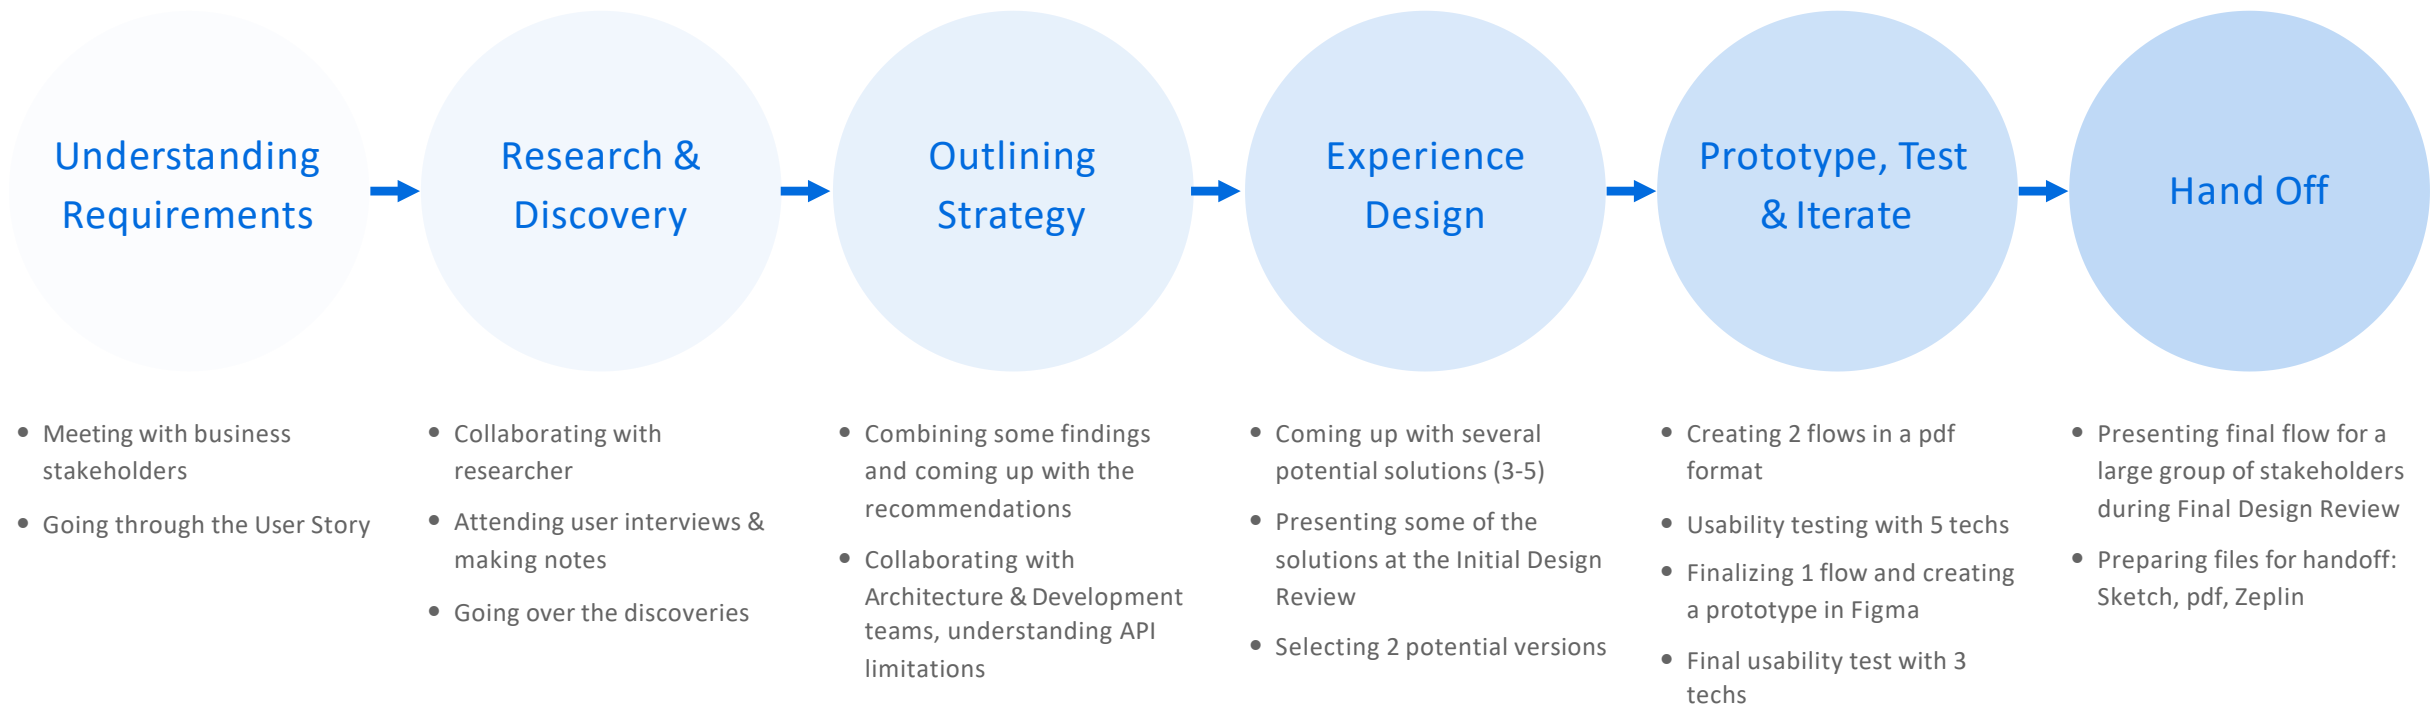 Understanding
Requirements
Research &
Discovery
Outlining
Strategy
Experience
Design
Prototype, Test
& Iterate
Hand Off
• Meeting with business
stakeholders
• Going through the User Story
• Collaborating with
researcher
• Attending user interviews &
making notes
• Going over the discoveries
• Combining some findings
and coming up with the
recommendations
• Collaborating with
Architecture & Development
teams, understanding API
limitations
• Coming up with several
potential solutions (3-5)
• Presenting some of the
solutions at the Initial Design
Review
• Selecting 2 potential versions
• Creating 2 flows in a pdf
format
• Usability testing with 5 techs
• Finalizing 1 flow and creating
a prototype in Figma
• Final usability test with 3
techs
• Presenting final flow for a
large group of stakeholders
during Final Design Review
• Preparing files for handoff:
Sketch, pdf, Zeplin